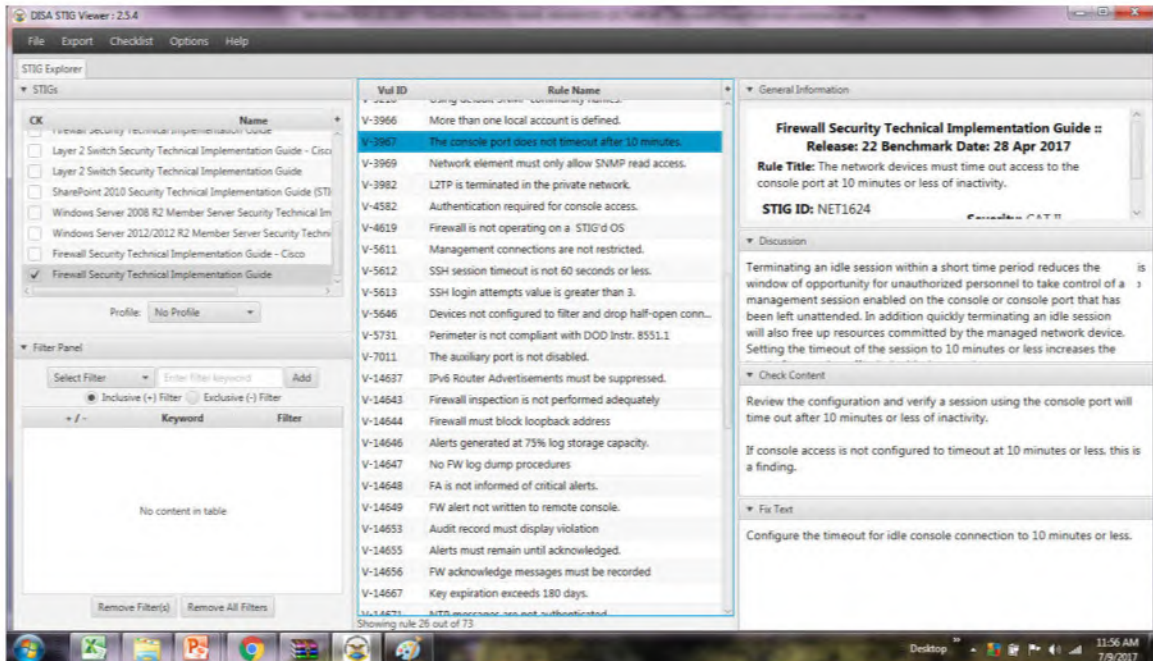 DISA STIG Viewer : 2.5.4
File Export Checklist Options Help
STIG Explorer
STIGs
CK Name
Firewall Security Technical Implementation Guide
Layer 2 Switch Security Technical Implementation Guide - Cisco
Layer 2 Switch Security Technical Implementation Guide
SharePoint 2010 Security Technical Implementation Guide (STI
Windows Server 2008 R2 Member Server Security Technical Im
Windows Server 2012/2012 R2 Member Server Security Techni
Firewall Security Technical Implementation Guide - Cisco
Firewall Security Technical Implementation Guide
Profile: No Profile
Filter Panel
Select Filter Enter filter keyword Add
Inclusive (+) Filter Exclusive (-) Filter
+ / - Keyword Filter
No content in table
Remove Filter(s) Remove All Filters
Vul ID Rule Name
V-3210 Using default SNMP community names.
V-3966 More than one local account is defined.
V-3967 The console port does not timeout after 10 minutes.
V-3969 Network element must only allow SNMP read access.
V-3982 L2TP is terminated in the private network.
V-4582 Authentication required for console access.
V-4619 Firewall is not operating on a STIG'd OS
V-5611 Management connections are not restricted.
V-5612 SSH session timeout is not 60 seconds or less.
V-5613 SSH login attempts value is greater than 3.
V-5646 Devices not configured to filter and drop half-open conn...
V-5731 Perimeter is not compliant with DOD Instr. 8551.1
V-7011 The auxiliary port is not disabled.
V-14637 IPv6 Router Advertisements must be suppressed.
V-14643 Firewall inspection is not performed adequately
V-14644 Firewall must block loopback address
V-14646 Alerts generated at 75% log storage capacity.
V-14647 No FW log dump procedures
V-14648 FA is not informed of critical alerts.
V-14649 FW alert not written to remote console.
V-14653 Audit record must display violation
V-14655 Alerts must remain until acknowledged.
V-14656 FW acknowledge messages must be recorded
V-14667 Key expiration exceeds 180 days.
V-14671 NTP messages are not authenticated
Showing rule 26 out of 73
General Information
Firewall Security Technical Implementation Guide ::
Release: 22 Benchmark Date: 28 Apr 2017
Rule Title: The network devices must time out access to the
console port at 10 minutes or less of inactivity.
STIG ID: NET1624
Severity: CAT II
Discussion
Terminating an idle session within a short time period reduces the is
window of opportunity for unauthorized personnel to take control of a
management session enabled on the console or console port that has
been left unattended. In addition quickly terminating an idle session
will also free up resources committed by the managed network device.
Setting the timeout of the session to 10 minutes or less increases the
Check Content
Review the configuration and verify a session using the console port will
time out after 10 minutes or less of inactivity.
If console access is not configured to timeout at 10 minutes or less, this is
a finding.
Fix Text
Configure the timeout for idle console connection to 10 minutes or less.
Desktop
11:56 AM
7/9/2017